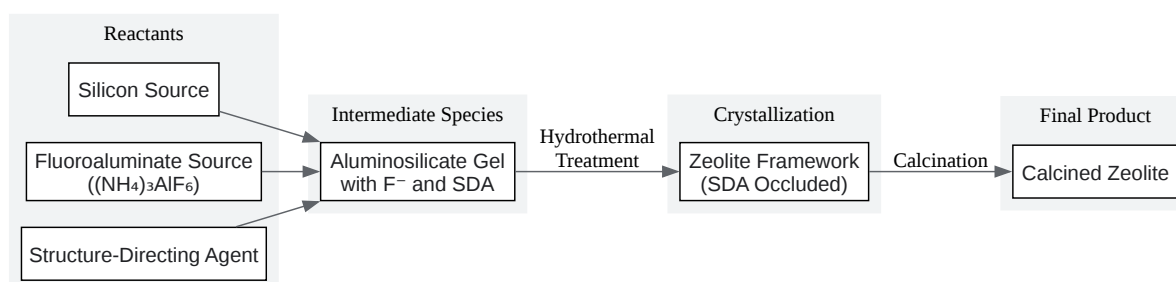 Reactants
Silicon Source
Fluoroaluminate Source
((NH₄)₃AlF₆)
Structure-Directing Agent
Intermediate Species
Aluminosilicate Gel
with F⁻ and SDA
Hydrothermal
Treatment
Crystallization
Zeolite Framework
(SDA Occluded)
Calcination
Final Product
Calcined Zeolite